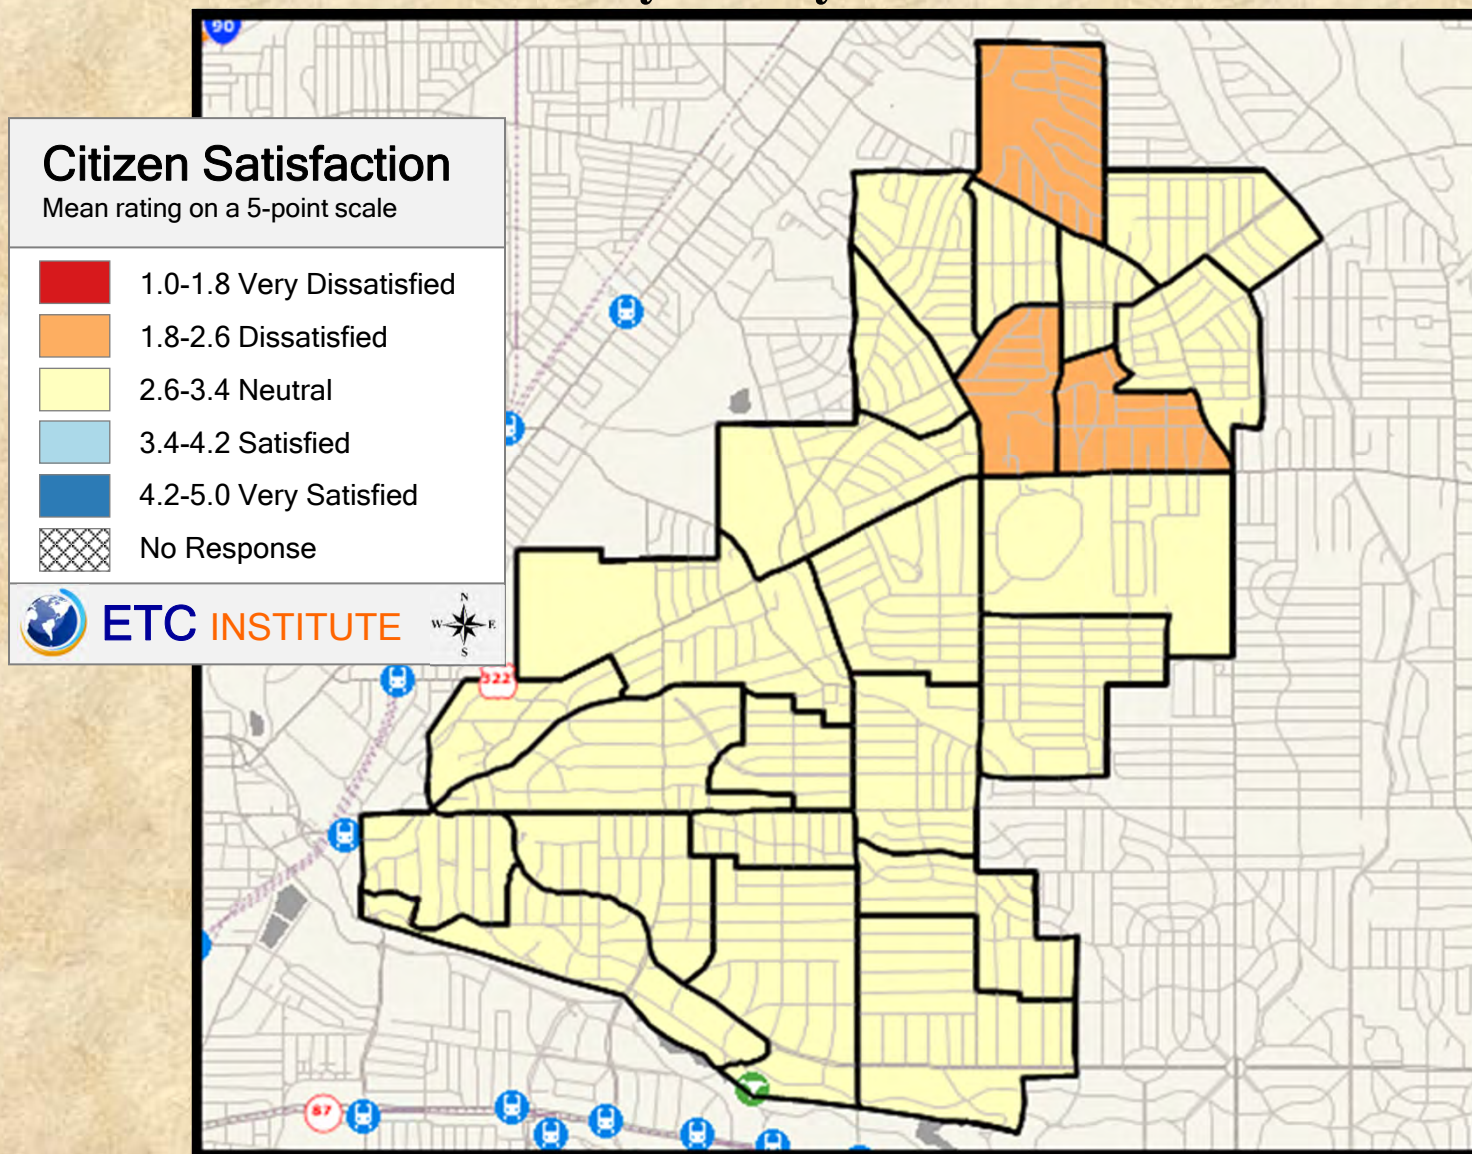 90
Citizen Satisfaction
Mean rating on a 5-point scale
1.0-1.8 Very Dissatisfied
1.8-2.6 Dissatisfied
2.6-3.4 Neutral
3.4-4.2 Satisfied
4.2-5.0 Very Satisfied
No Response
ETC INSTITUTE
N
W E
S
322
87